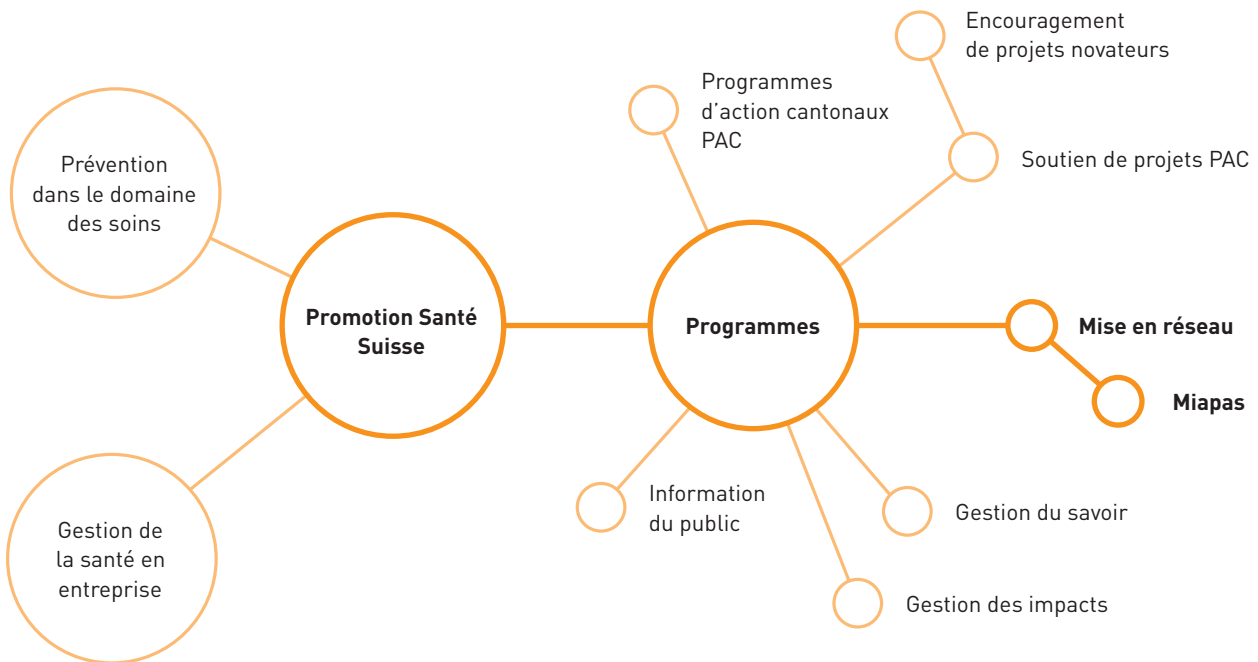 Encouragement
de projets novateurs
Programmes
d’action cantonaux
PAC
Soutien de projets PAC
Prévention
dans le domaine
des soins
Promotion Santé
Suisse
Programmes
Mise en réseau
Miapas
Information
du public
Gestion du savoir
Gestion de
la santé en
entreprise
Gestion des impacts